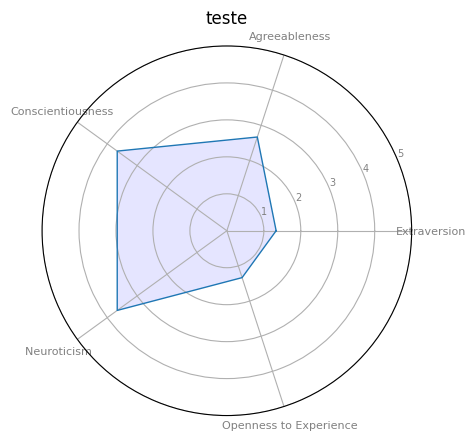 teste
Agreeableness
Conscientiousness
5
4
3
2
1
Extraversion
Neuroticism
Openness to Experience